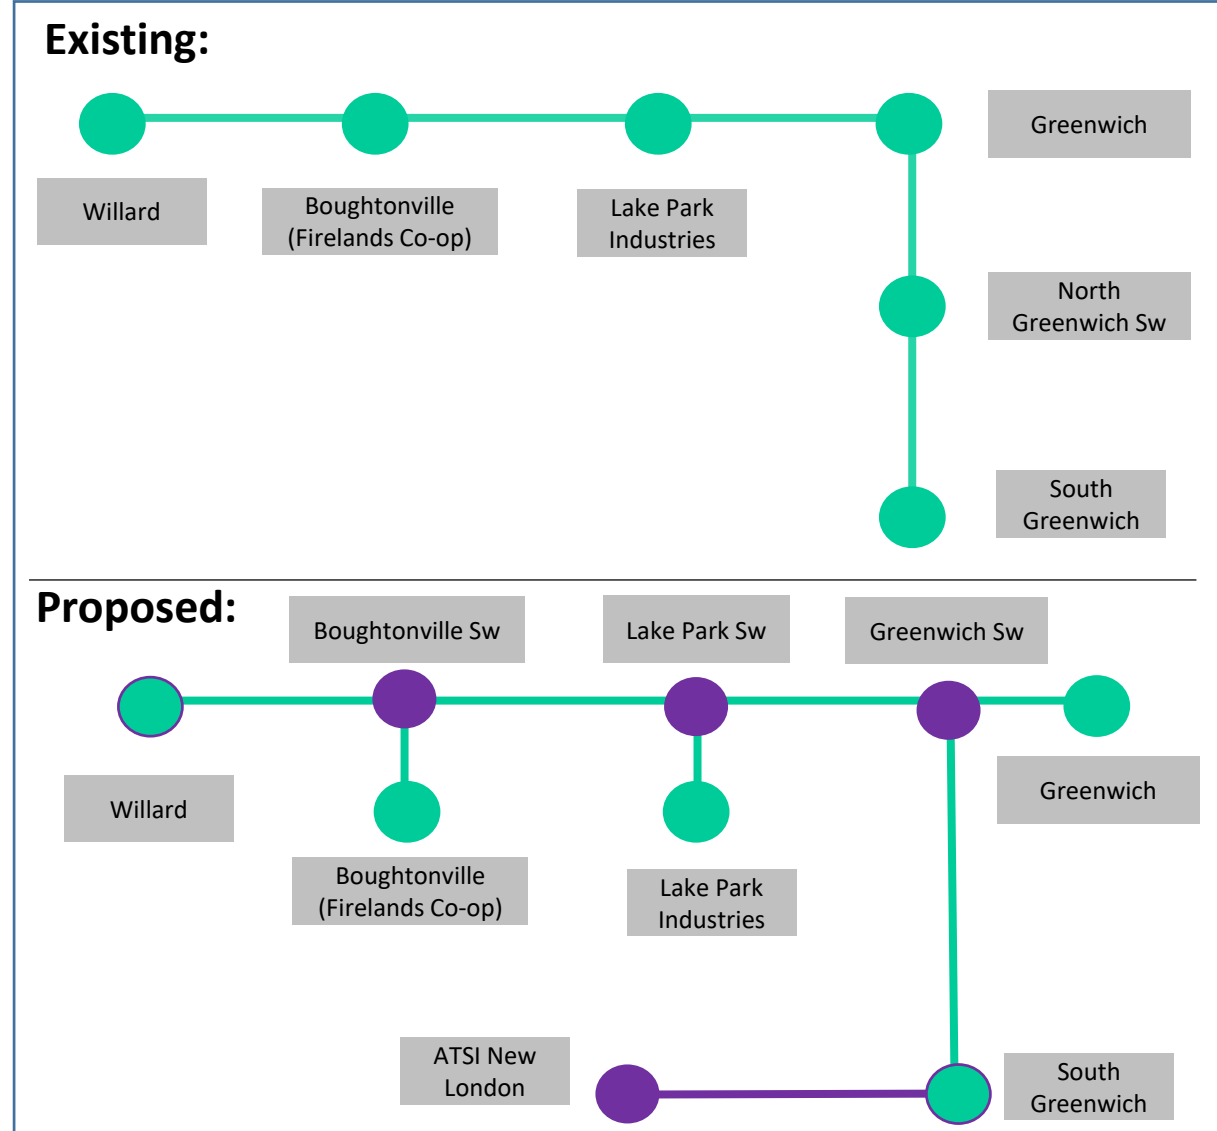 Existing:
Greenwich
Willard
Boughtonville
(Firelands Co-op)
Lake Park
Industries
North
Greenwich Sw
South
Greenwich
Proposed:
Boughtonville Sw
Lake Park Sw
Greenwich Sw
Willard
Greenwich
Boughtonville
(Firelands Co-op)
Lake Park
Industries
ATSI New
London
South
Greenwich